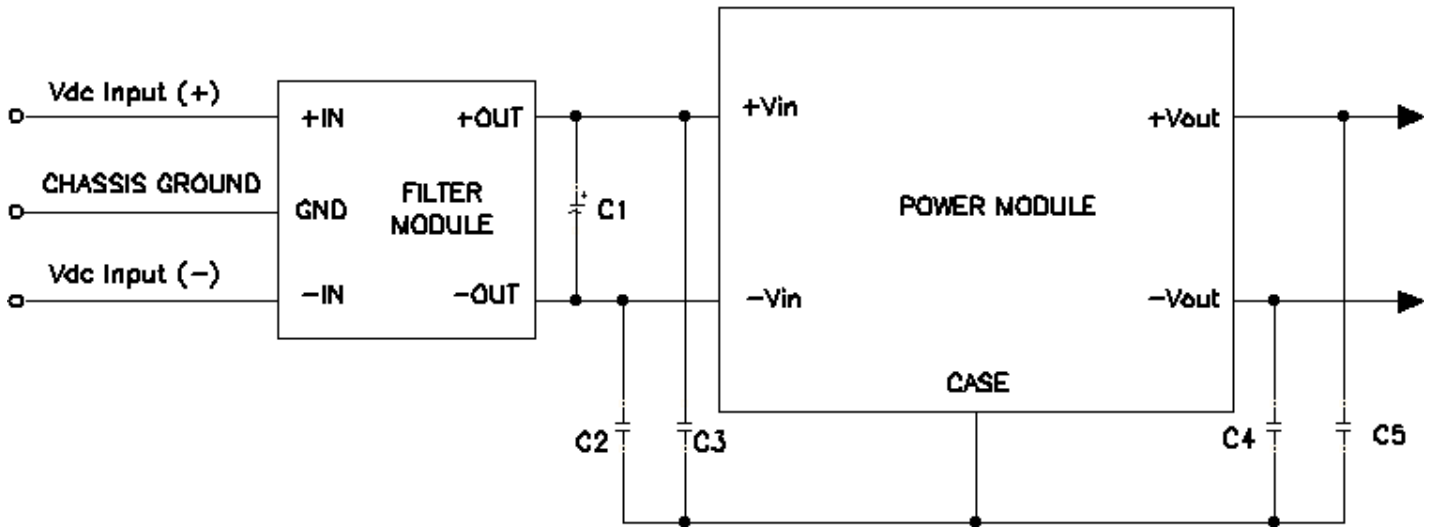 Vdc Input (+)
+IN
+OUT
+Vin
+Vout
CHASSIS GROUND
GND
FILTER
MODULE
C1
POWER MODULE
Vdc Input (−)
−IN
−OUT
−Vin
−Vout
CASE
C2
C3
C4
C5